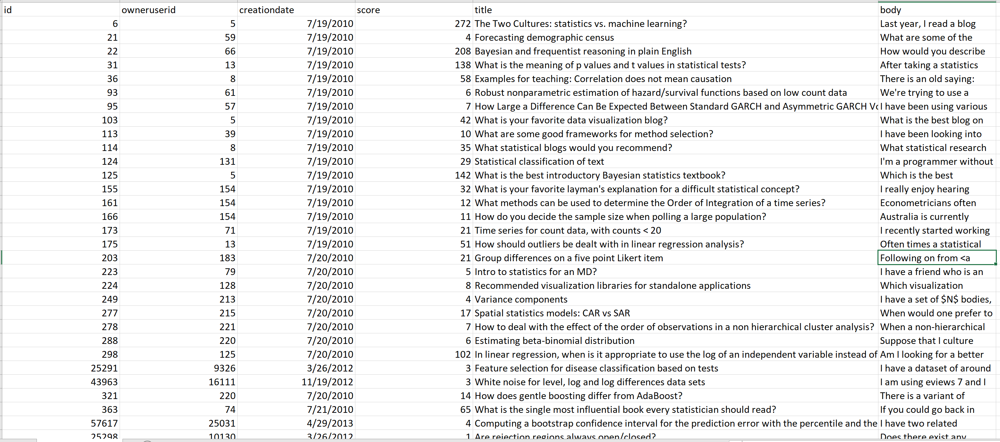 id owneruserid creationdate score title body
6 5 7/19/2010 272 The Two Cultures: statistics vs. machine learning? Last year, I read a blog
21 59 7/19/2010 4 Forecasting demographic census What are some of the
22 66 7/19/2010 208 Bayesian and frequentist reasoning in plain English How would you describe
31 13 7/19/2010 138 What is the meaning of p values and t values in statistical tests? After taking a statistics
36 8 7/19/2010 58 Examples for teaching: Correlation does not mean causation There is an old saying:
93 61 7/19/2010 6 Robust nonparametric estimation of hazard/survival functions based on low count data We're trying to use a
95 57 7/19/2010 7 How Large a Difference Can Be Expected Between Standard GARCH and Asymmetric GARCH I have been using various
103 5 7/19/2010 42 What is your favorite data visualization blog? What is the best blog on
113 39 7/19/2010 10 What are some good frameworks for method selection? I have been looking into
114 8 7/19/2010 35 What statistical blogs would you recommend? What statistical research
124 131 7/19/2010 29 Statistical classification of text I'm a programmer without
125 5 7/19/2010 142 What is the best introductory Bayesian statistics textbook? Which is the best
155 154 7/19/2010 32 What is your favorite layman's explanation for a difficult statistical concept? I really enjoy hearing
161 154 7/19/2010 12 What methods can be used to determine the Order of Integration of a time series? Econometricians often
166 154 7/19/2010 11 How do you decide the sample size when polling a large population? Australia is currently
173 71 7/19/2010 21 Time series for count data, with counts < 20 I recently started working
175 13 7/19/2010 51 How should outliers be dealt with in linear regression analysis? Often times a statistical
203 183 7/20/2010 21 Group differences on a five point Likert item Following on from <a
223 79 7/20/2010 5 Intro to statistics for an MD? I have a friend who is an
224 128 7/20/2010 8 Recommended visualization libraries for standalone applications Which visualization
249 213 7/20/2010 4 Variance components I have a set of $N$ bodies,
277 215 7/20/2010 17 Spatial statistics models: CAR vs SAR When would one prefer to
278 221 7/20/2010 7 How to deal with the effect of the order of observations in a non hierarchical cluster analysis? When a non-hierarchical
288 220 7/20/2010 6 Estimating beta-binomial distribution Suppose that I culture
298 125 7/20/2010 102 In linear regression, when is it appropriate to use the log of an independent variable instead of Am I looking for a better
25291 9326 3/26/2012 3 Feature selection for disease classification based on tests I have a dataset of around
43963 16111 11/19/2012 3 White noise for level, log and log differences data sets I am using eviews 7 and I
321 220 7/20/2010 14 How does gentle boosting differ from AdaBoost? There is a variant of
363 74 7/21/2010 65 What is the single most influential book every statistician should read? If you could go back in
57617 25031 4/29/2013 4 Computing a bootstrap confidence interval for the prediction error with the percentile and the I have two related
25298 10130 3/26/2012 1 Are rejection regions always open/closed? Does there exist any